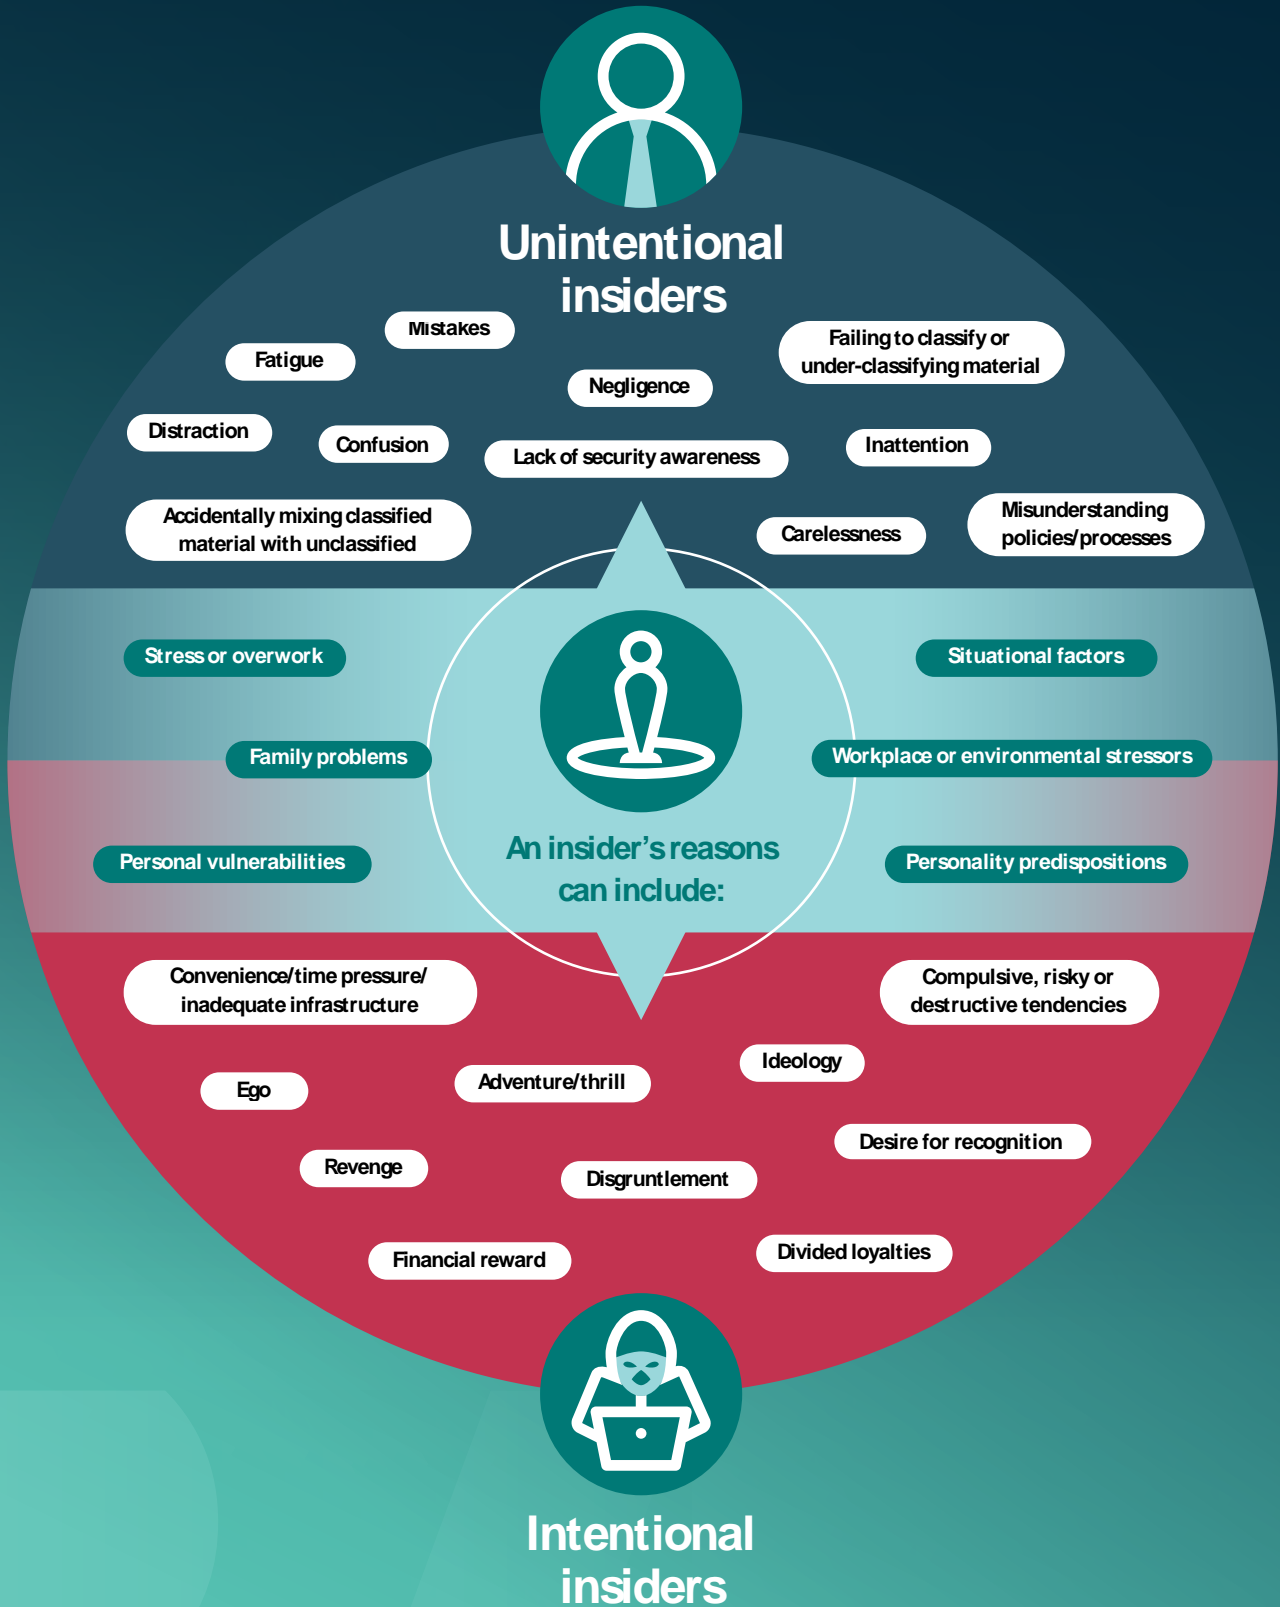 Unintentional
insiders
Mistakes
Fatigue
Failing to classify or
under-classifying material
Negligence
Distraction
Confusion
Lack of security awareness
Inattention
Accidentally mixing classified
material with unclassified
Carelessness
Misunderstanding
policies/processes
Stress or overwork
Situational factors
Family problems
Workplace or environmental stressors
Personal vulnerabilities
Personality predispositions
An insider's reasons
can include:
Convenience/time pressure/
inadequate infrastructure
Compulsive, risky or
destructive tendencies
Ego
Adventure/thrill
Ideology
Desire for recognition
Revenge
Disgruntlement
Financial reward
Divided loyalties
Intentional
insiders